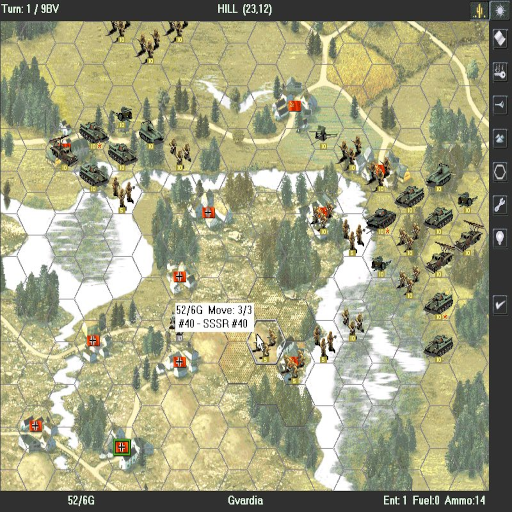 Turn: 1 / 9BV
HILL (23,12)
52/6G Move: 3/3
#40 - SSSR #40
52/6G
Gvardia
Ent: 1 Fuel:0 Ammo:14